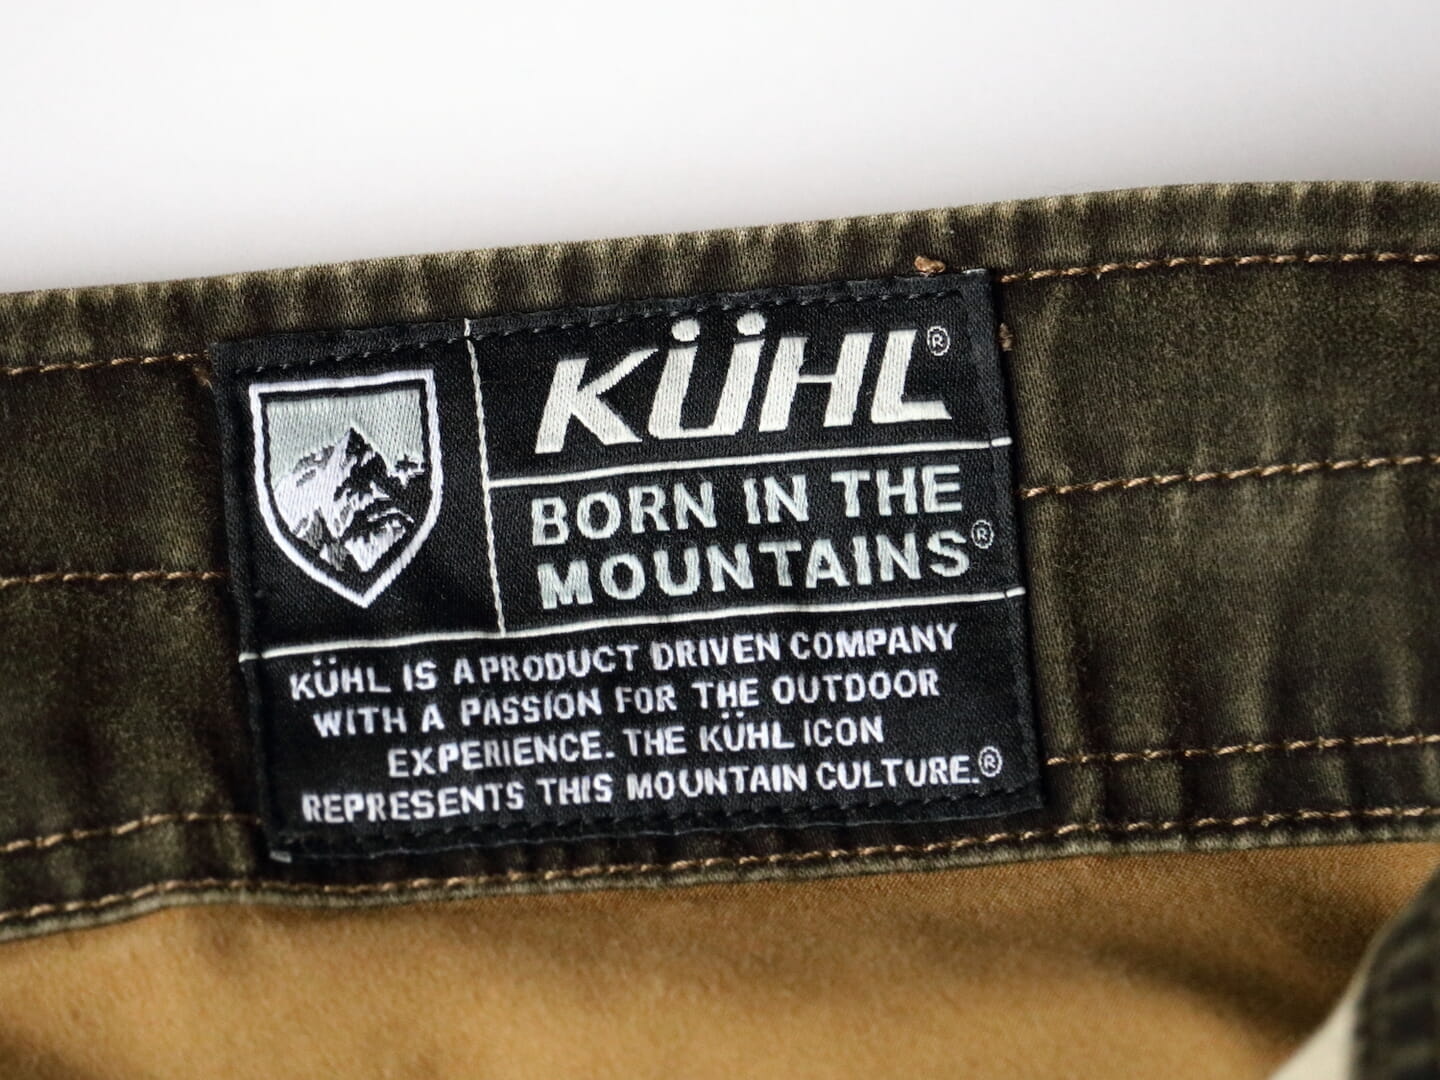 KÜHL®
BORN IN THE
MOUNTAINS®
KÜHL IS A PRODUCT DRIVEN COMPANY
WITH A PASSION FOR THE OUTDOOR
EXPERIENCE. THE KÜHL ICON
REPRESENTS THIS MOUNTAIN CULTURE.®